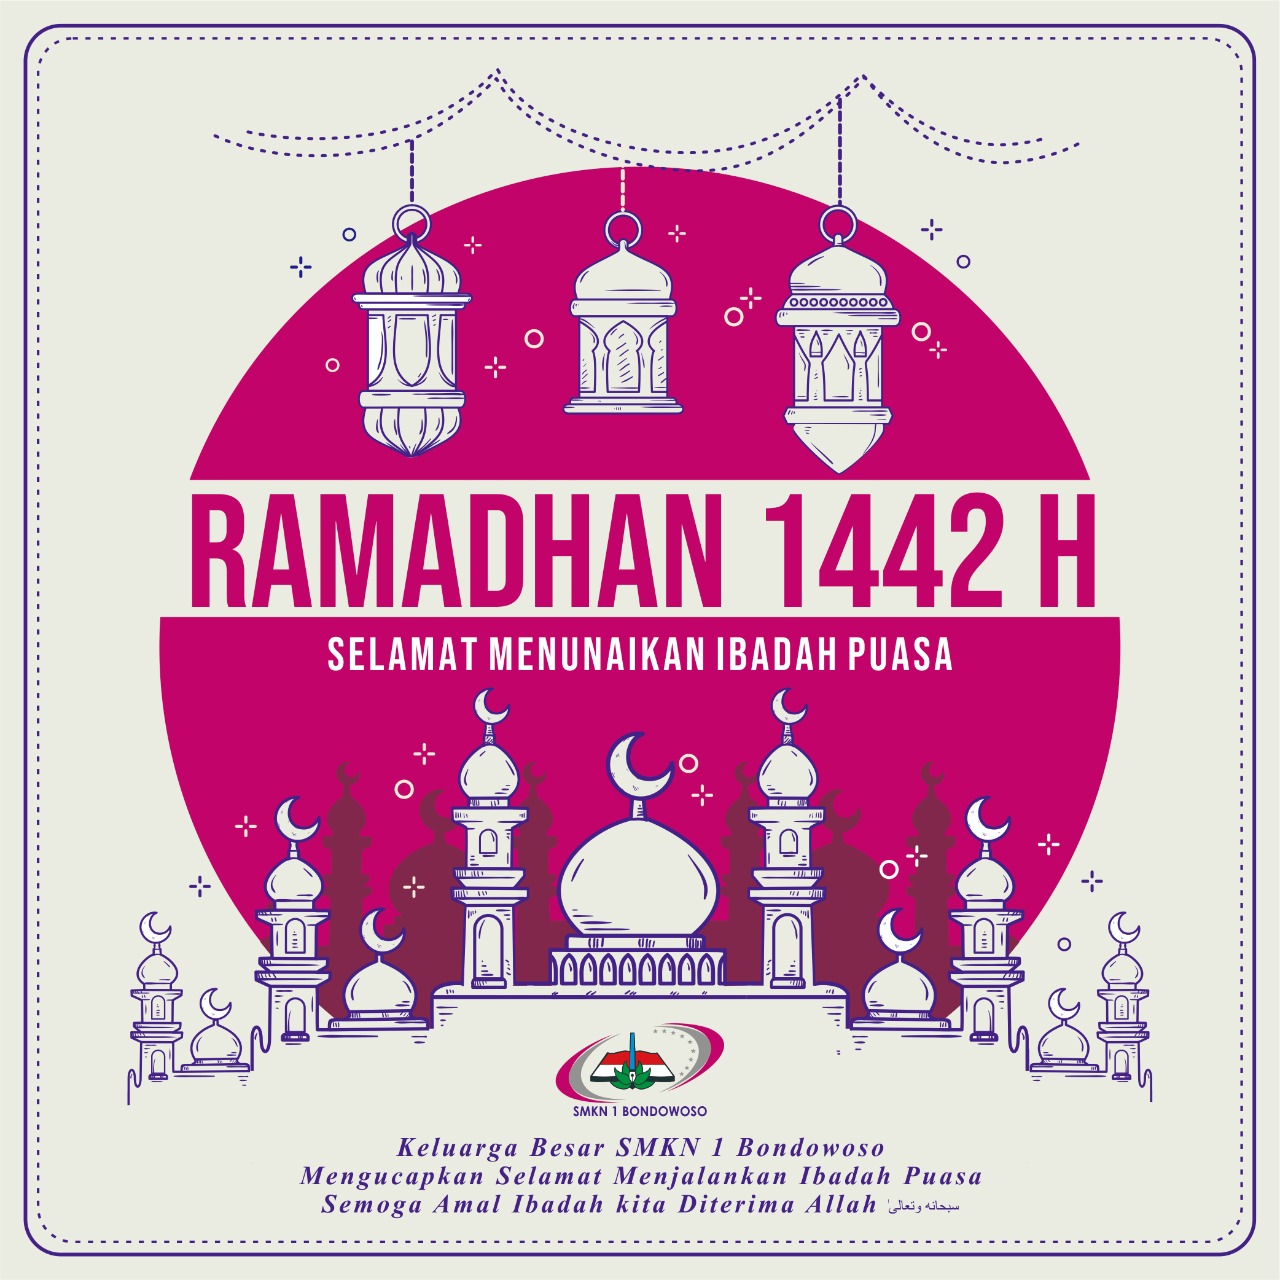 RAMADHAN 1442 H
SELAMAT MENUNAIKAN IBADAH PUASA
SMKN 1 BONDOWOSO
Keluarga Besar SMKN 1 Bondowoso
Mengucapkan Selamat Menjalankan Ibadah Puasa
Semoga Amal Ibadah kita Diterima Allah سبحانه وتعالى